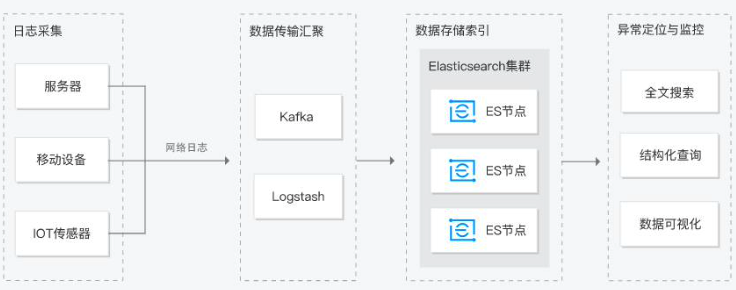 日志采集
服务器
移动设备
IOT传感器
网络日志
数据传输汇聚
Kafka
Logstash
数据存储索引
Elasticsearch集群
ES节点
ES节点
ES节点
异常定位与监控
全文搜索
结构化查询
数据可视化